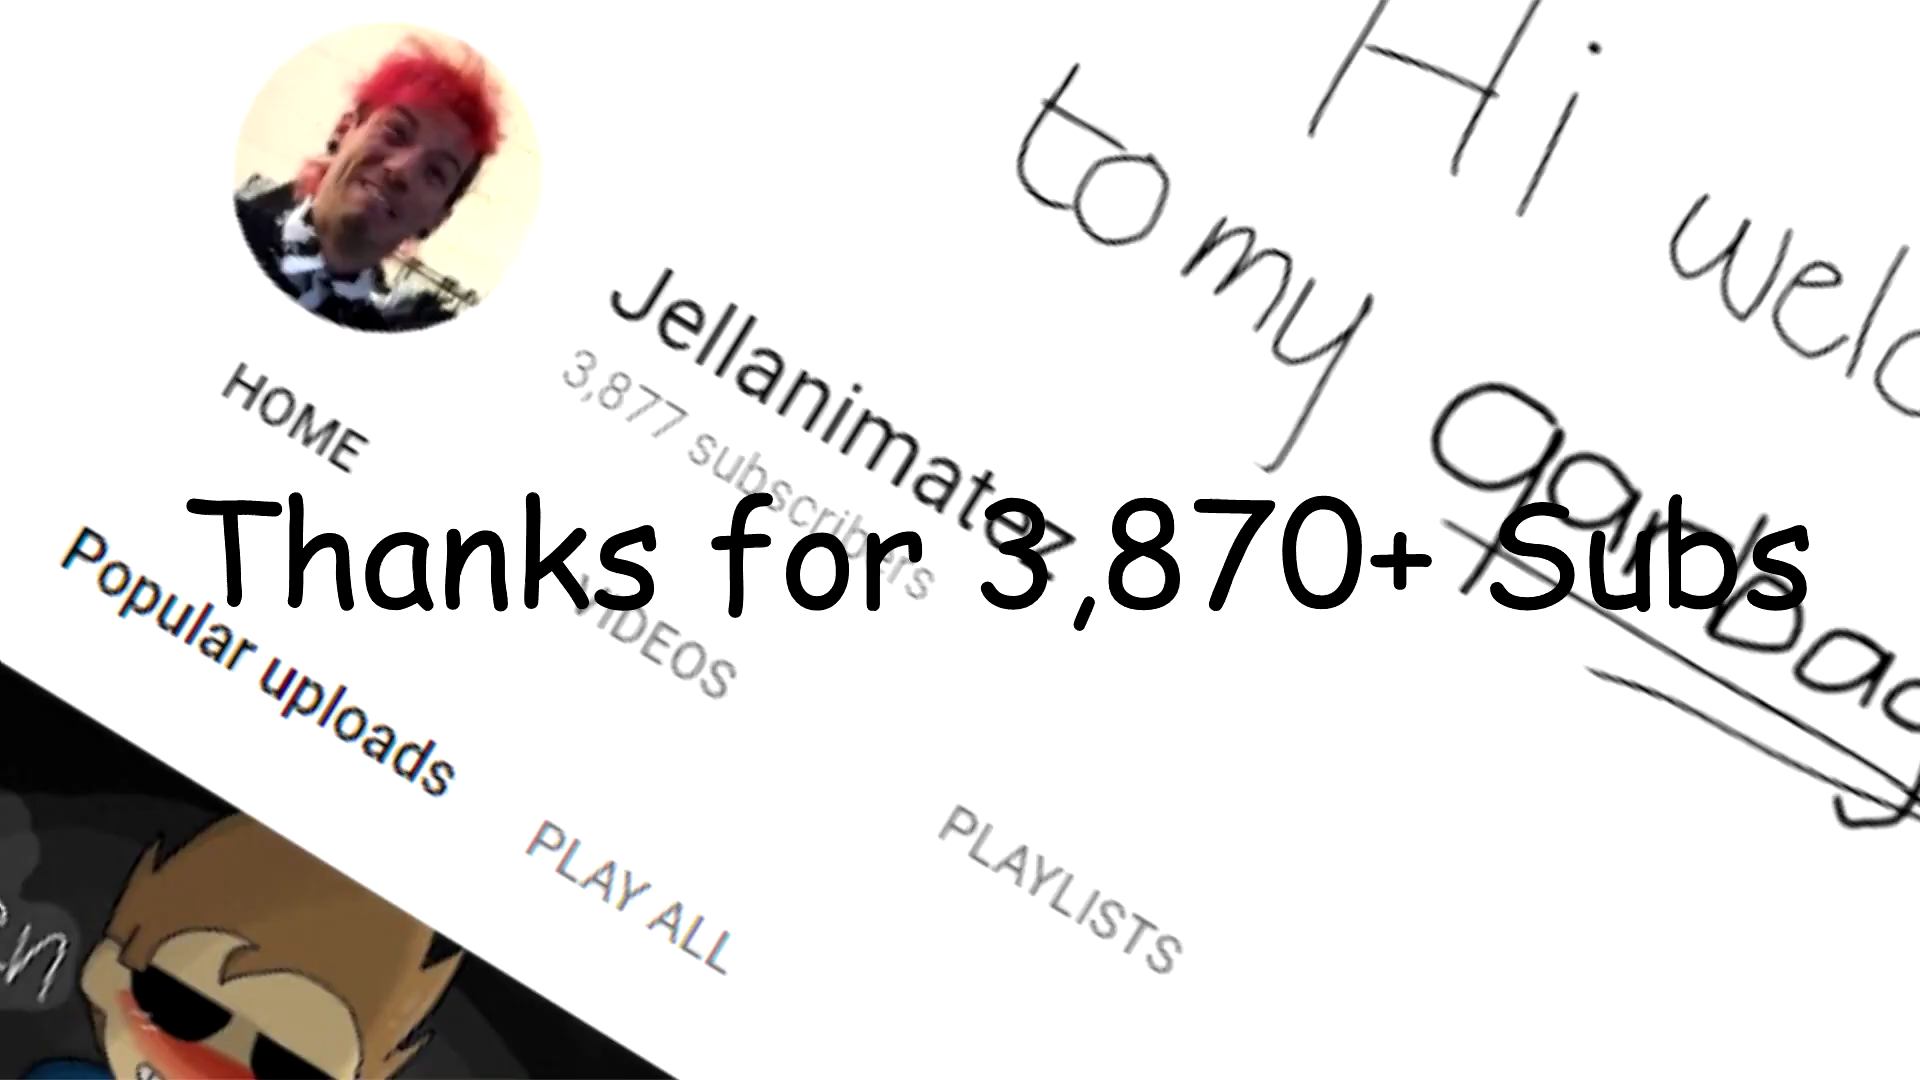 Hi
to my
Jellanimatez
3,877 subscribers
HOME
Thanks for 3,870+ Subs
VIDEOS
Popular uploads
PLAY ALL
PLAYLISTS